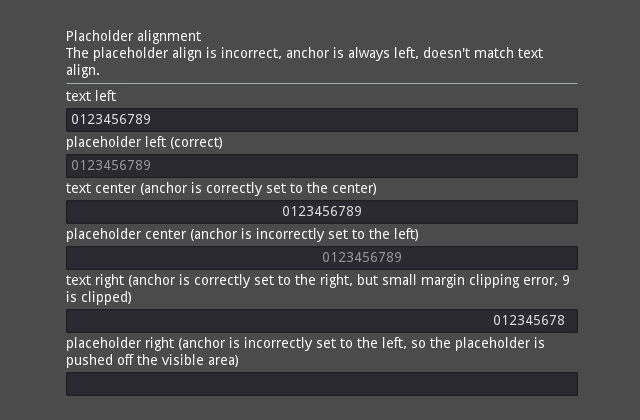 Placholder alignment
The placeholder align is incorrect, anchor is always left, doesn't match text
align.
text left
0123456789
placeholder left (correct)
0123456789
text center (anchor is correctly set to the center)
0123456789
placeholder center (anchor is incorrectly set to the left)
0123456789
text right (anchor is correctly set to the right, but small margin clipping error, 9
is clipped)
012345678
placeholder right (anchor is incorrectly set to the left, so the placeholder is
pushed off the visible area)